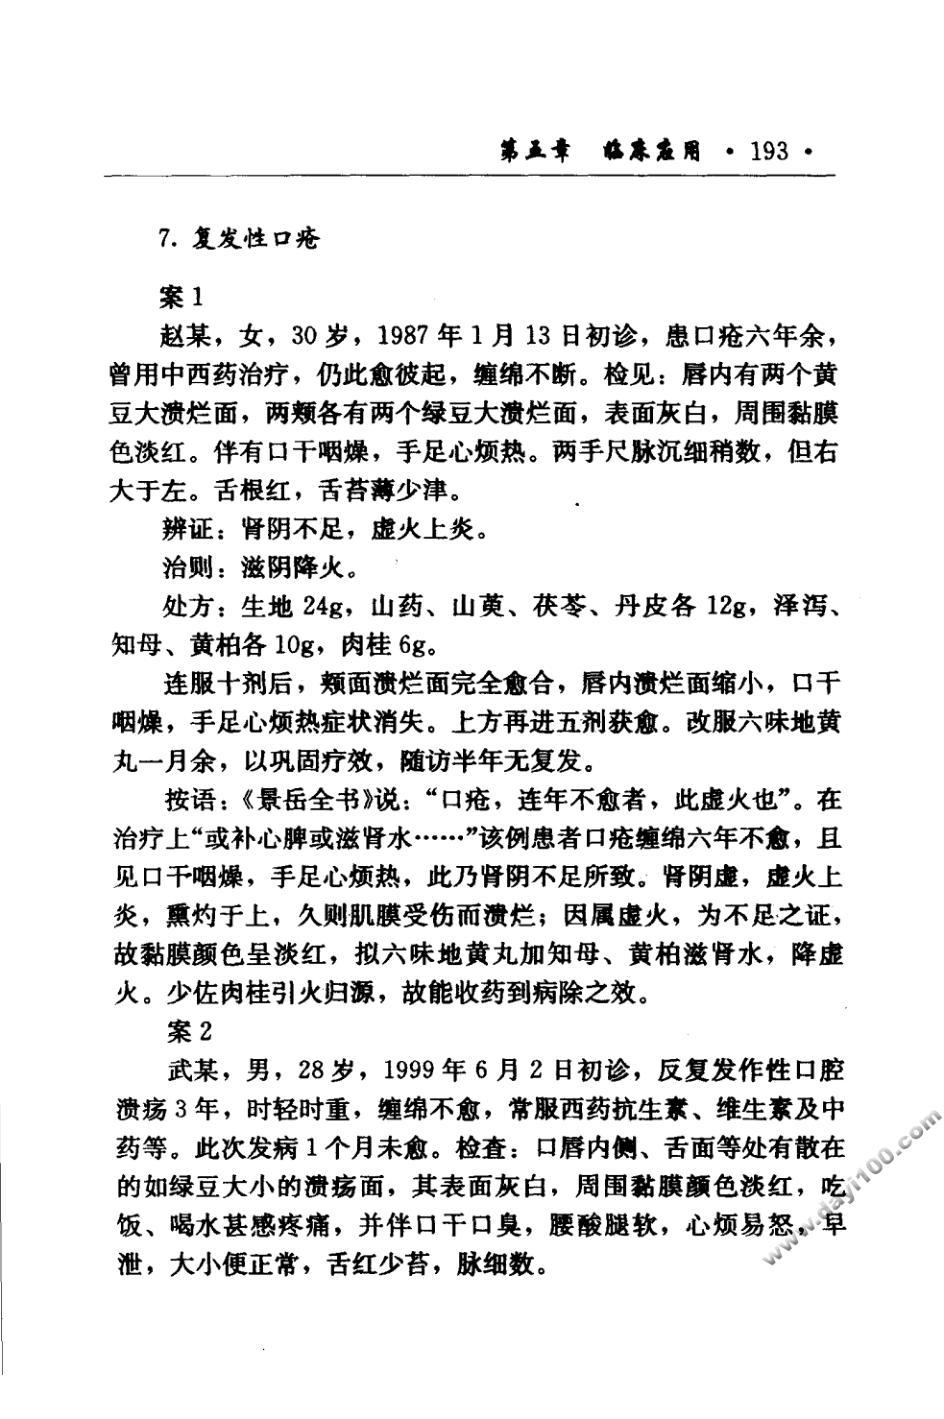 第五章 临床应用 · 193 ·
7. 复发性口疮
案 1
赵某，女，30 岁，1987 年 1 月 13 日初诊，患口疮六年余，
曾用中西药治疗，仍此愈彼起，缠绵不断。检见：唇内有两个黄
豆大溃烂面，两颊各有两个绿豆大溃烂面，表面灰白，周围黏膜
色淡红。伴有口干咽燥，手足心烦热。两手尺脉沉细稍数，但右
大于左。舌根红，舌苔薄少津。
辨证：肾阴不足，虚火上炎。
治则：滋阴降火。
处方：生地 24g，山药、山萸、茯苓、丹皮各 12g，泽泻、
知母、黄柏各 10g，肉桂 6g。
连服十剂后，颊面溃烂面完全愈合，唇内溃烂面缩小，口干
咽燥，手足心烦热症状消失。上方再进五剂获愈。改服六味地黄
丸一月余，以巩固疗效，随访半年无复发。
按语：《景岳全书》说：“口疮，连年不愈者，此虚火也”。在
治疗上“或补心脾或滋肾水……”该例患者口疮缠绵六年不愈，且
见口干咽燥，手足心烦热，此乃肾阴不足所致。肾阴虚，虚火上
炎，熏灼于上，久则肌膜受伤而溃烂；因属虚火，为不足之证，
故黏膜颜色呈淡红，拟六味地黄丸加知母、黄柏滋肾水，降虚
火。少佐肉桂引火归源，故能收药到病除之效。
案 2
武某，男，28 岁，1999 年 6 月 2 日初诊，反复发作性口腔
溃疡 3 年，时轻时重，缠绵不愈，常服西药抗生素、维生素及中
药等。此次发病 1 个月未愈。检查：口唇内侧、舌面等处有散在
的如绿豆大小的溃疡面，其表面灰白，周围黏膜颜色淡红，吃
饭、喝水甚感疼痛，并伴口干口臭，腰酸腿软，心烦易怒，早
泄，大小便正常，舌红少苔，脉细数。
www.dayi100.com